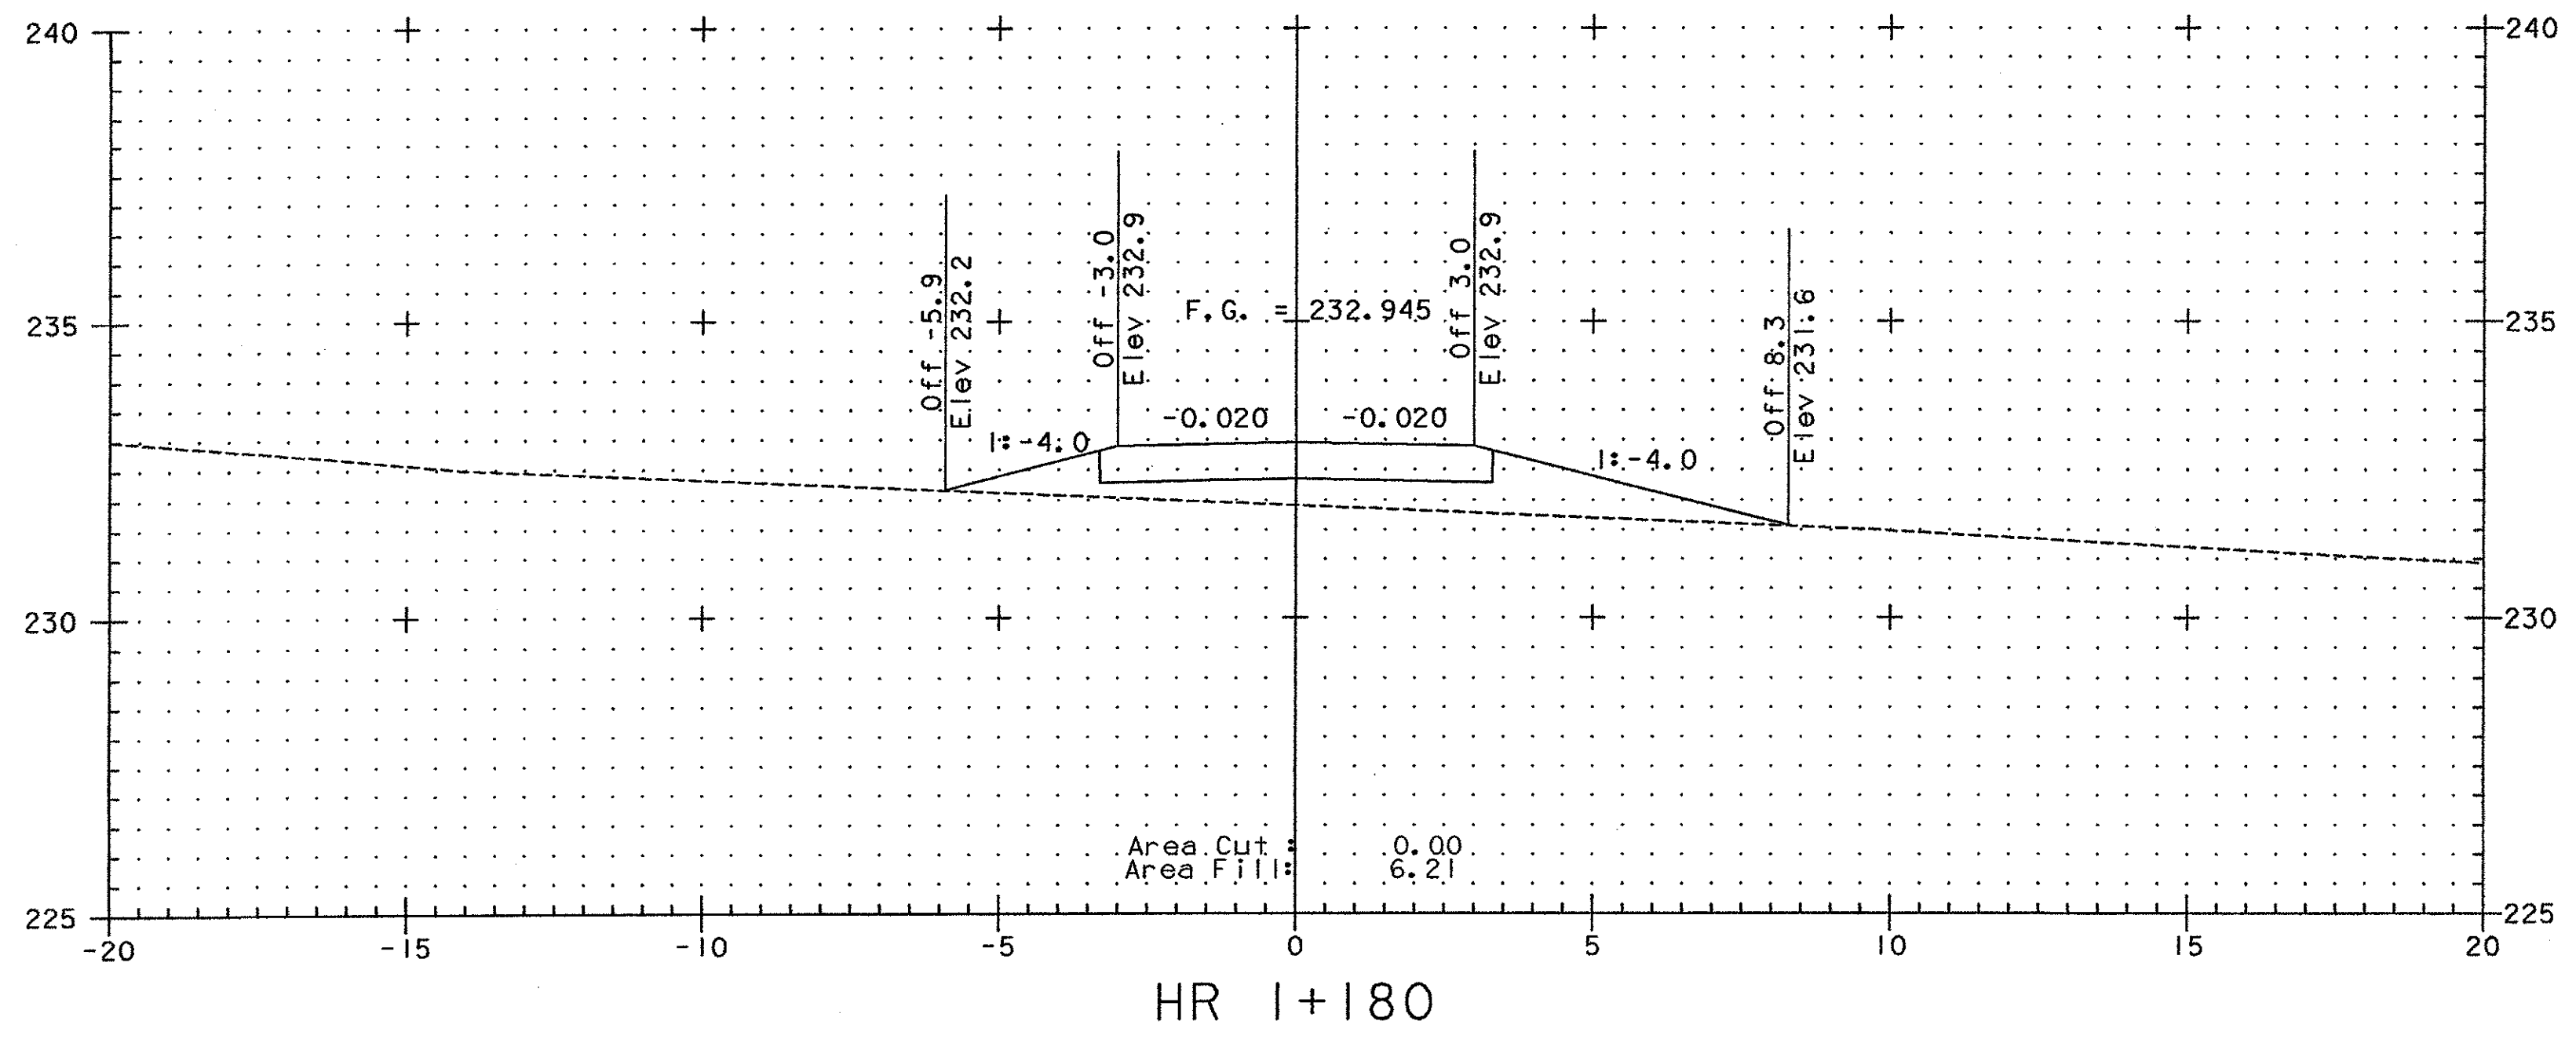 240
240
Off -5.9
Elev 232.2
Off -3.0
Elev 232.9
F.G. = 232.945
Off 3.0
Elev 232.9
Off 8.3
Elev 231.6
235
235
1:-4.0
-0.020
-0.020
1:-4.0
230
230
Area Cut : 0.00
Area Fill: 6.21
225
225
-20 -15 -10 -5 0 5 10 15 20
HR 1+180